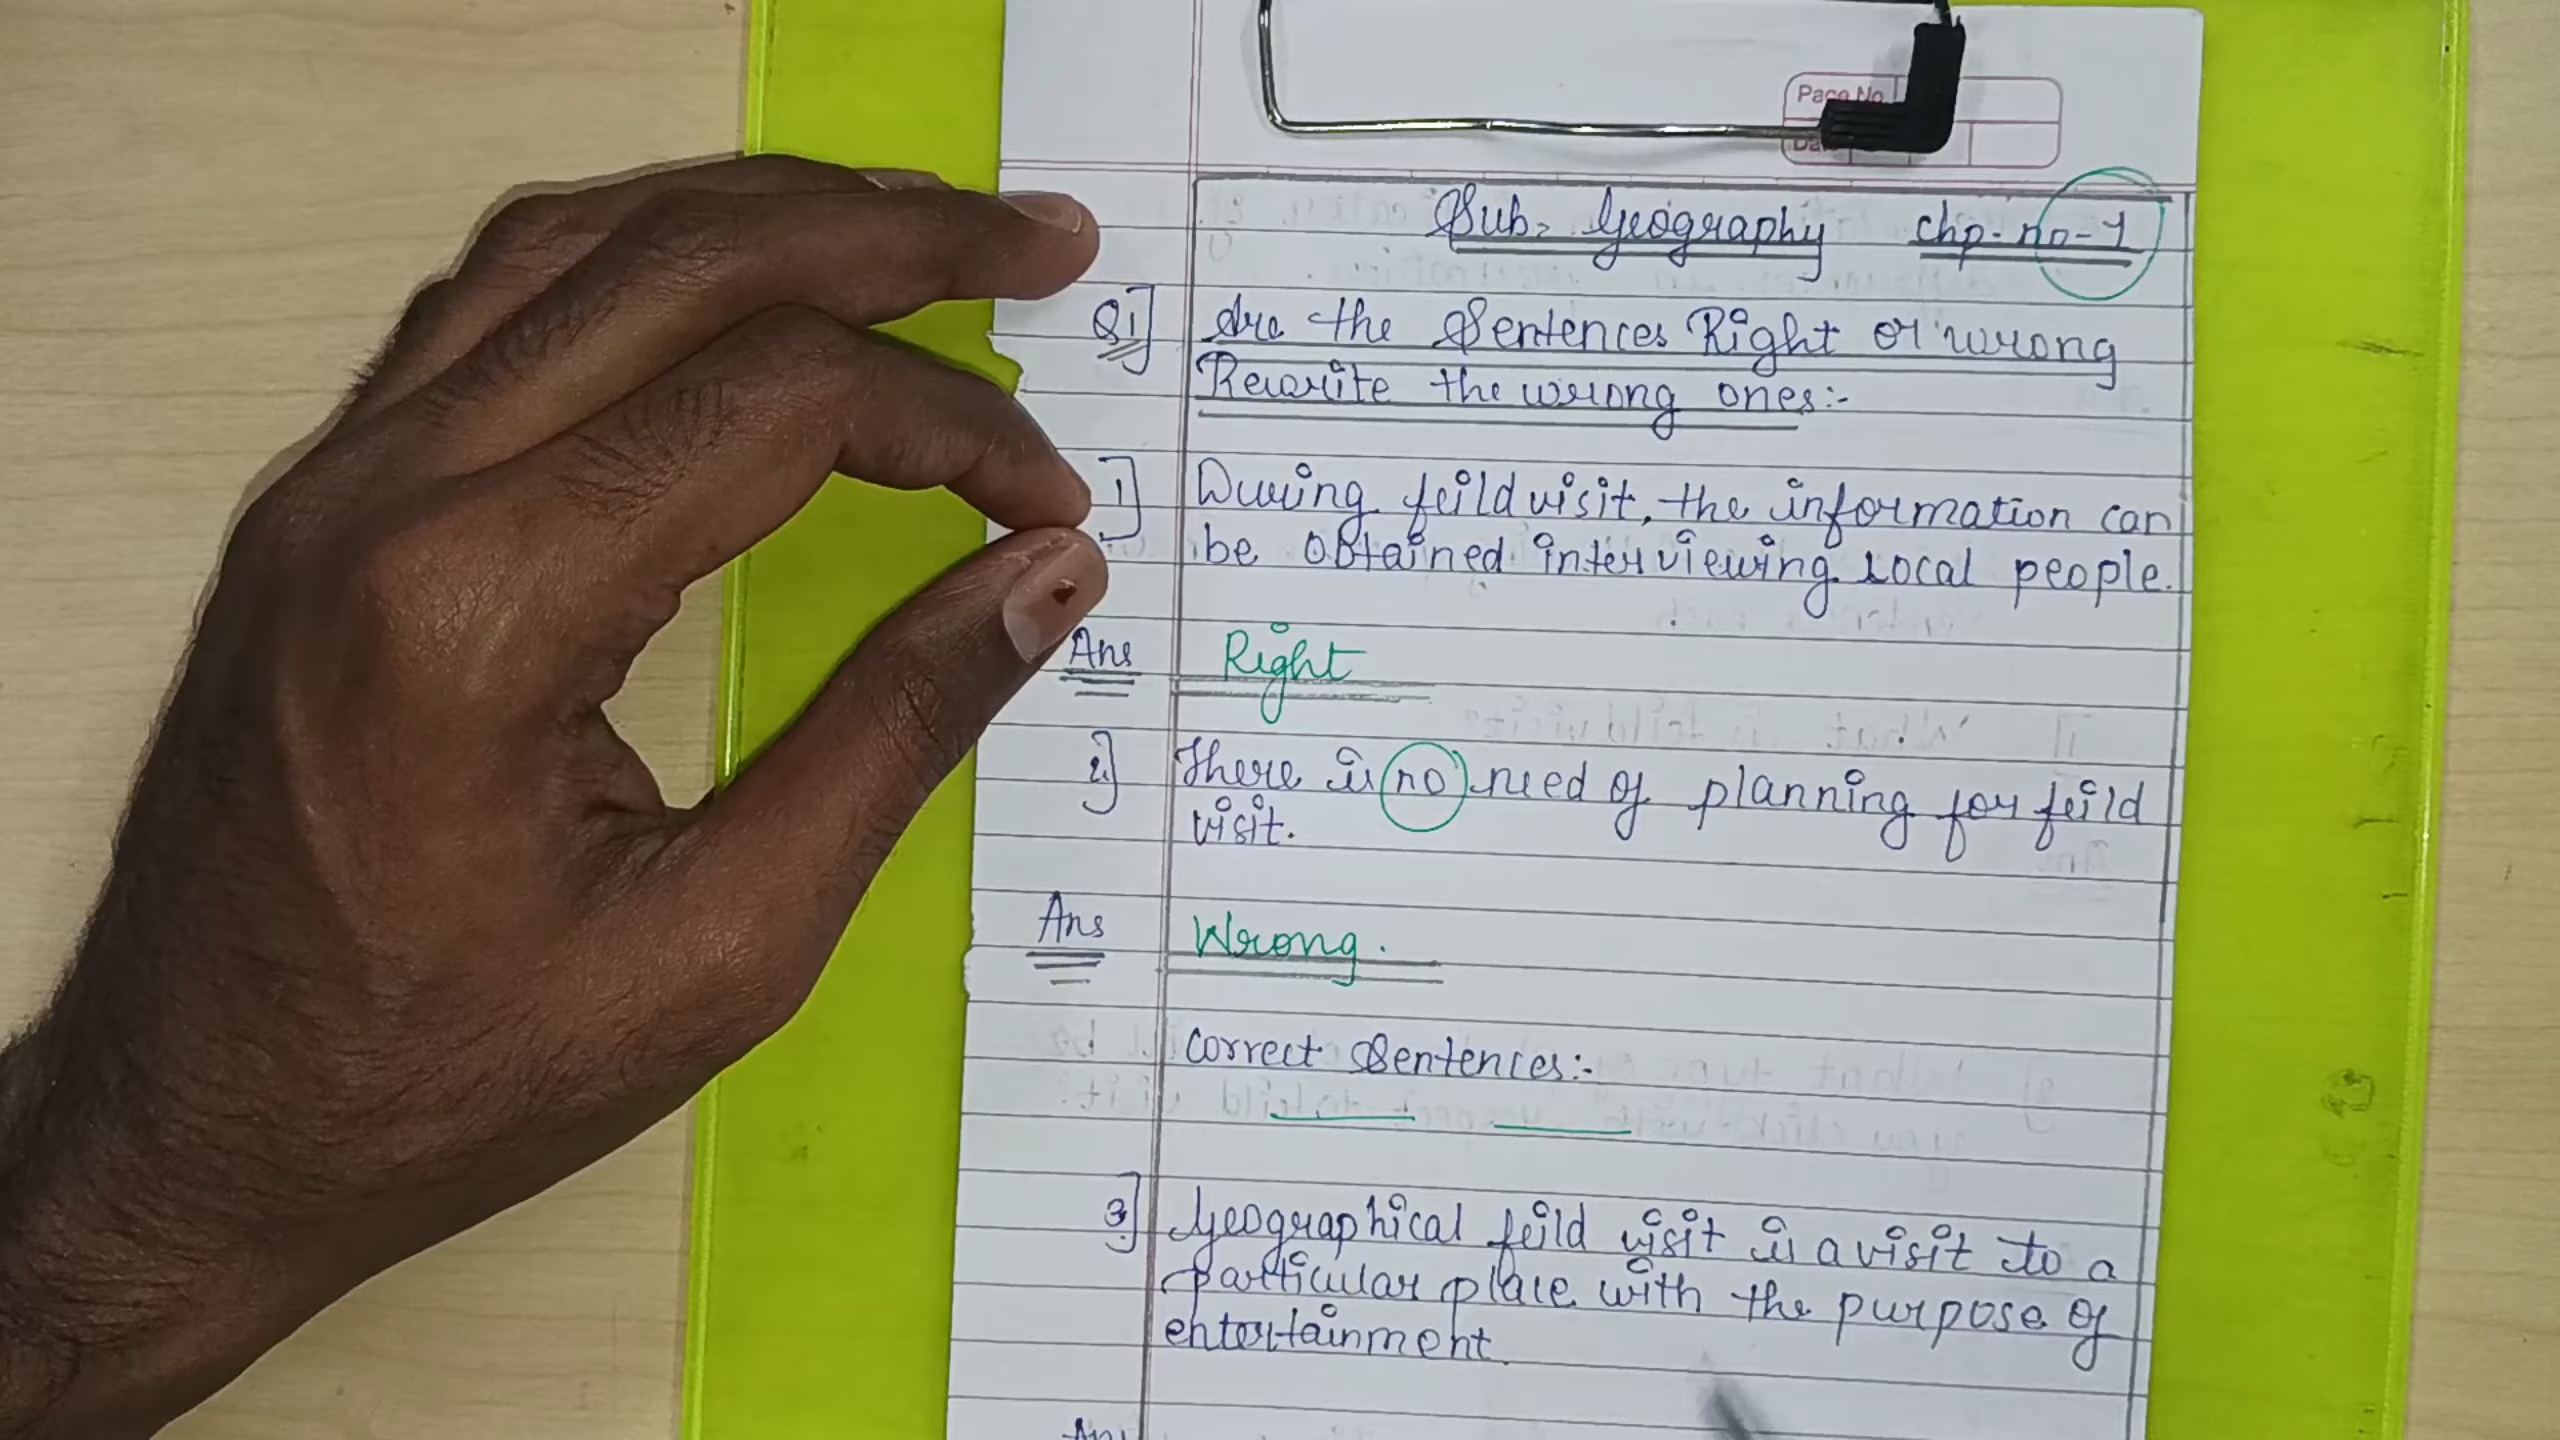 Page No.
Date
Sub- Geography chp-no-1
Q1] Are the Sentences Right or wrong
Rewrite the wrong ones:-
1] During feild visit, the information can
be obtained interviewing local people.
Ans Right
2] There is no need of planning for feild
visit.
Ans Wrong.
correct Sentences:-
3] Geographical feild visit is a visit to a
particular place with the purpose of
entertainment.
Ans